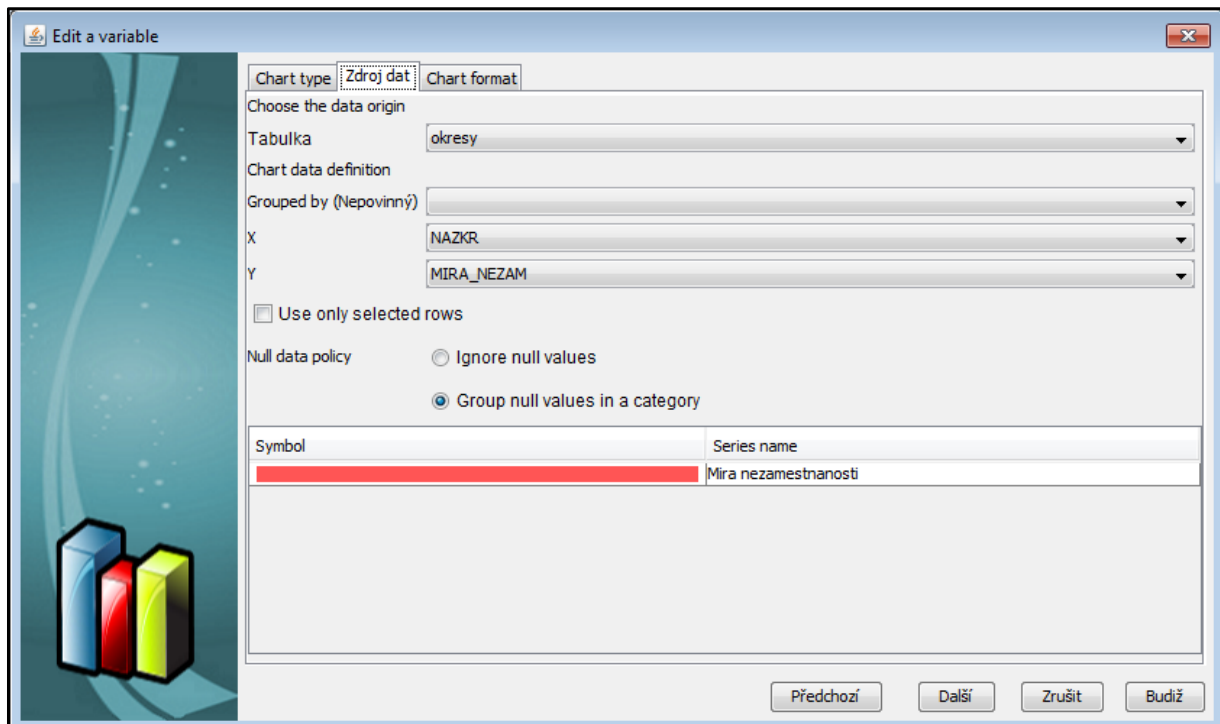 Edit a variable
Chart type Zdroj dat Chart format
Choose the data origin
Tabulka okresy
Chart data definition
Grouped by (Nepovinný)
X NAZKR
Y MIRA_NEZAM
Use only selected rows
Null data policy Ignore null values
Group null values in a category
Symbol Series name
Mira nezamestnanosti
Předchozí Další Zrušit Budiž